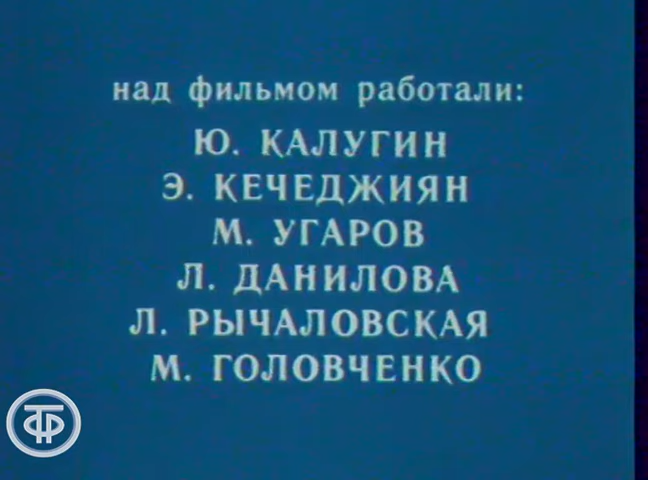 над фильмом работали:
Ю. КАЛУГИН
Э. КЕЧЕДЖИЯН
М. УГАРОВ
Л. ДАНИЛОВА
Л. РЫЧАЛОВСКАЯ
М. ГОЛОВЧЕНКО